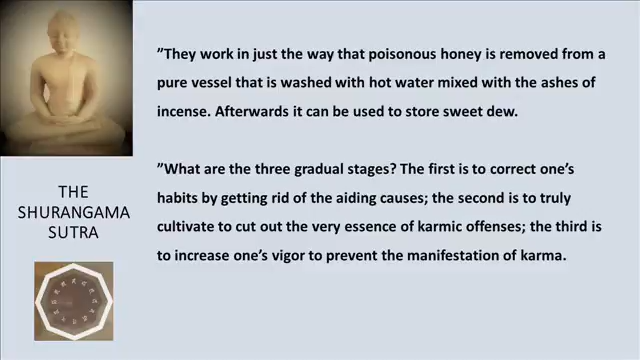 ”They work in just the way that poisonous honey is removed from a
pure vessel that is washed with hot water mixed with the ashes of
incense. Afterwards it can be used to store sweet dew.
”What are the three gradual stages? The first is to correct one’s
habits by getting rid of the aiding causes; the second is to truly
cultivate to cut out the very essence of karmic offenses; the third is
to increase one’s vigor to prevent the manifestation of karma.
THE
SHURANGAMA
SUTRA